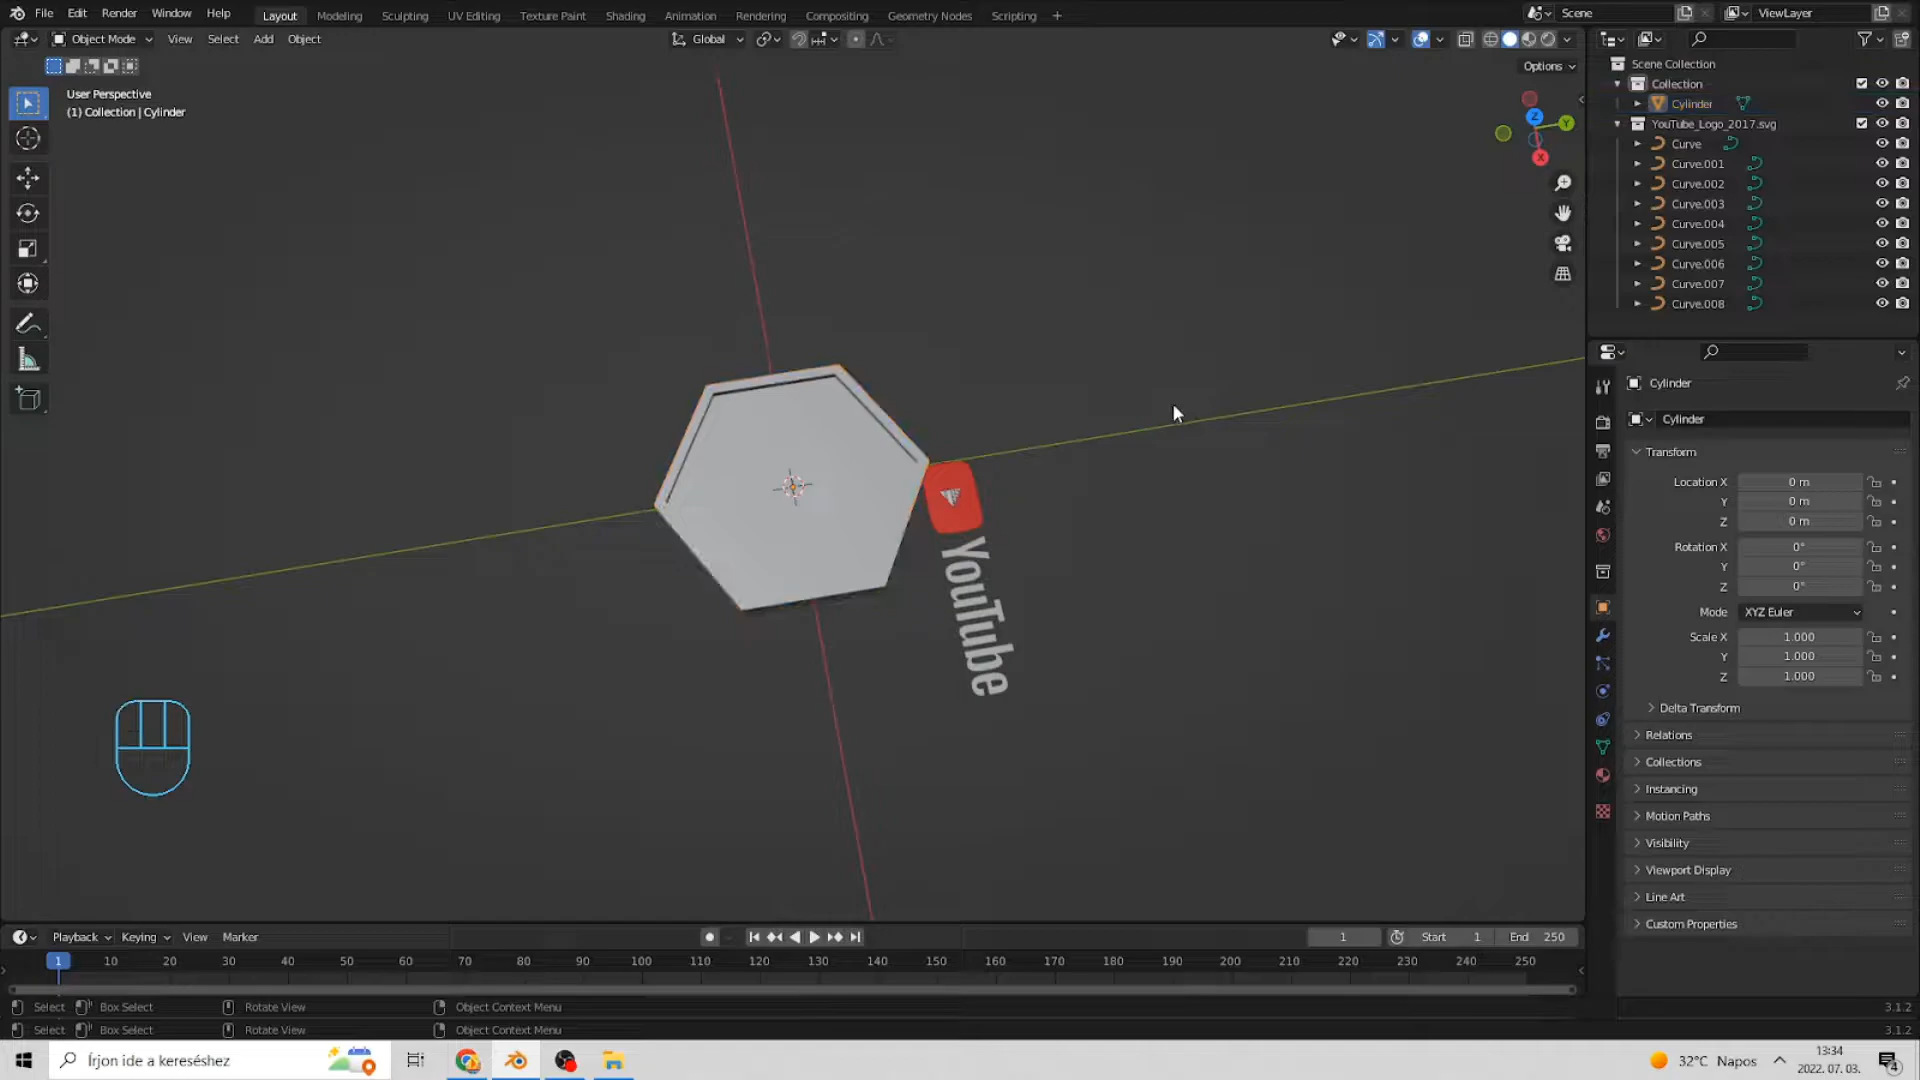 File Edit Render Window Help Layout Modeling Sculpting UV Editing Texture Paint Shading Animation Rendering Compositing Geometry Nodes Scripting + Scene ViewLayer
Object Mode View Select Add Object Global
Options
User Perspective
(1) Collection | Cylinder
Z
Y
X
YouTube
Scene Collection
Collection
Cylinder
YouTube_Logo_2017.svg
Curve
Curve.001
Curve.002
Curve.003
Curve.004
Curve.005
Curve.006
Curve.007
Curve.008
Cylinder
Cylinder
Transform
Location X 0 m
Y 0 m
Z 0 m
Rotation X 0°
Y 0°
Z 0°
Mode XYZ Euler
Scale X 1.000
Y 1.000
Z 1.000
Delta Transform
Relations
Collections
Instancing
Motion Paths
Visibility
Viewport Display
Line Art
Custom Properties
Playback Keying View Marker 1 Start 1 End 250
1 10 20 30 40 50 60 70 80 90 100 110 120 130 140 150 160 170 180 190 200 210 220 230 240 250
Select Box Select Rotate View Object Context Menu 3.1.2
Select Box Select Rotate View Object Context Menu 3.1.2
Írjon ide a kereséshez
32°C Napos
13:34
2022. 07. 03.
4